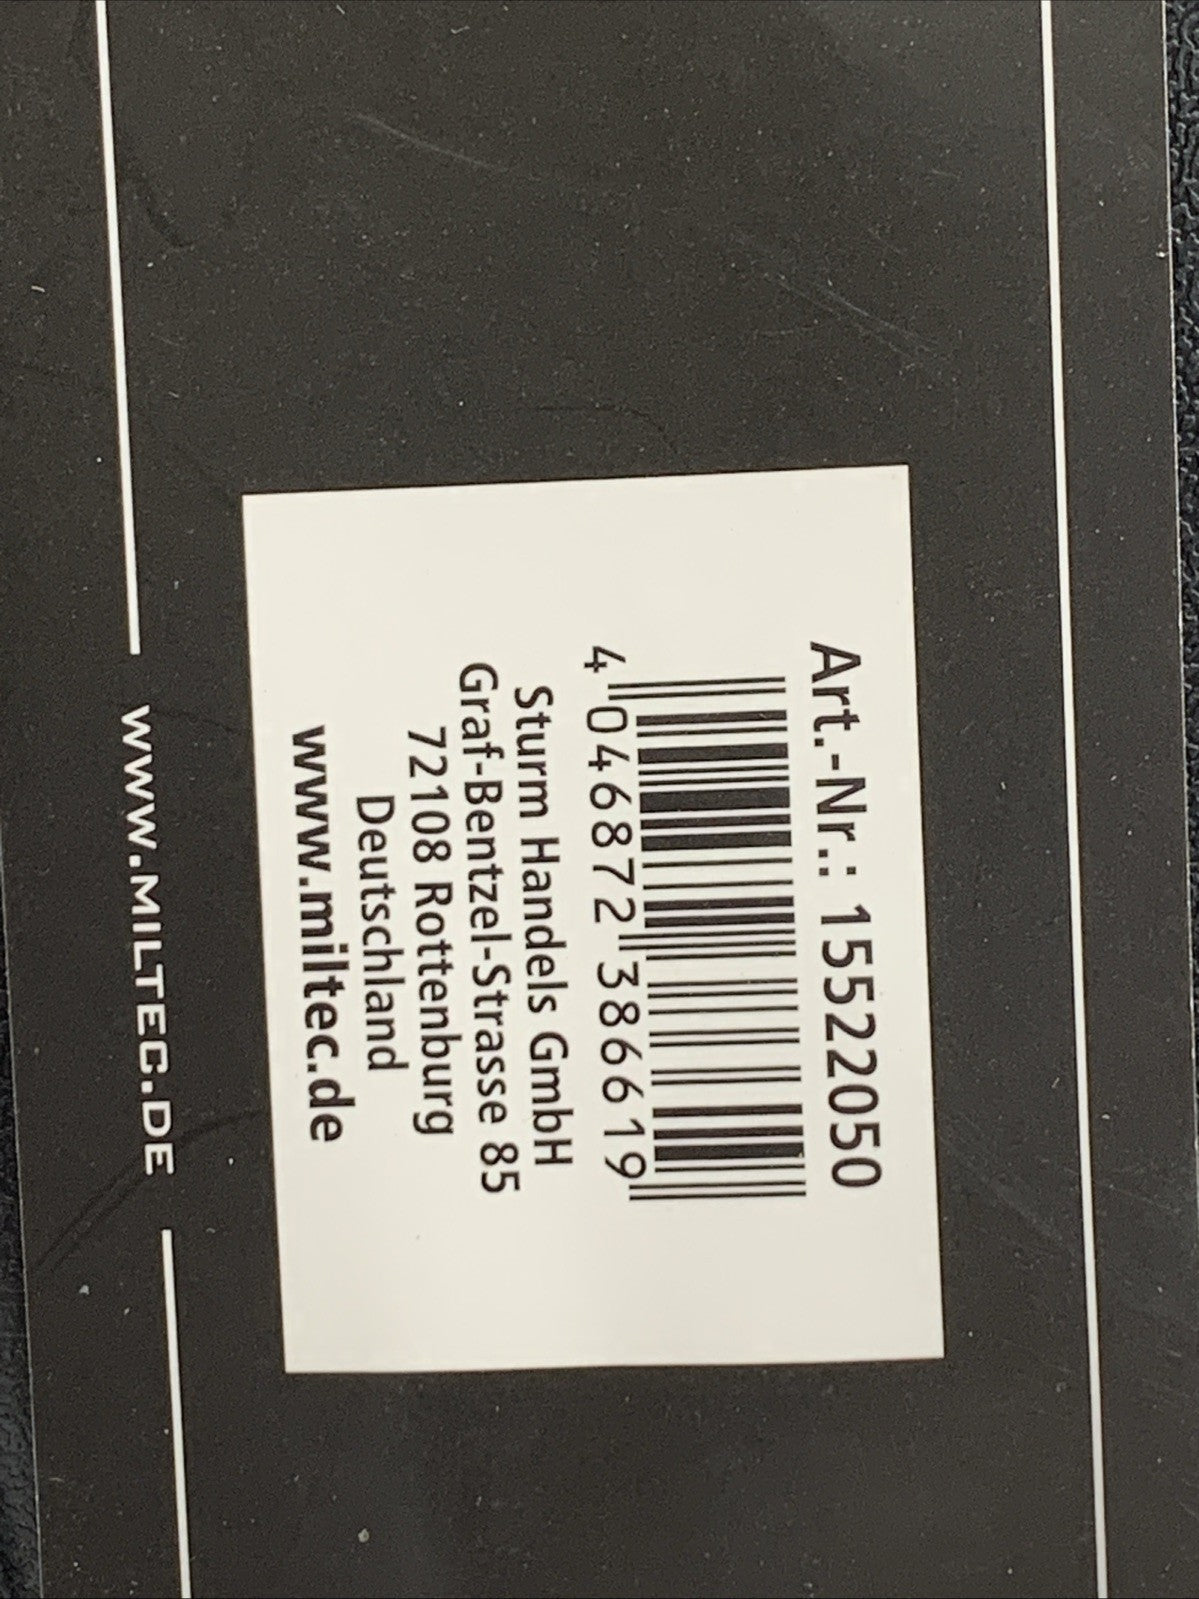 Art.-Nr.: 15522050
4 046872 386619
Sturm Handels GmbH
Graf-Bentzel-Strasse 85
72108 Rottenburg
Deutschland
www.miltec.de
WWW.MILTEC.DE